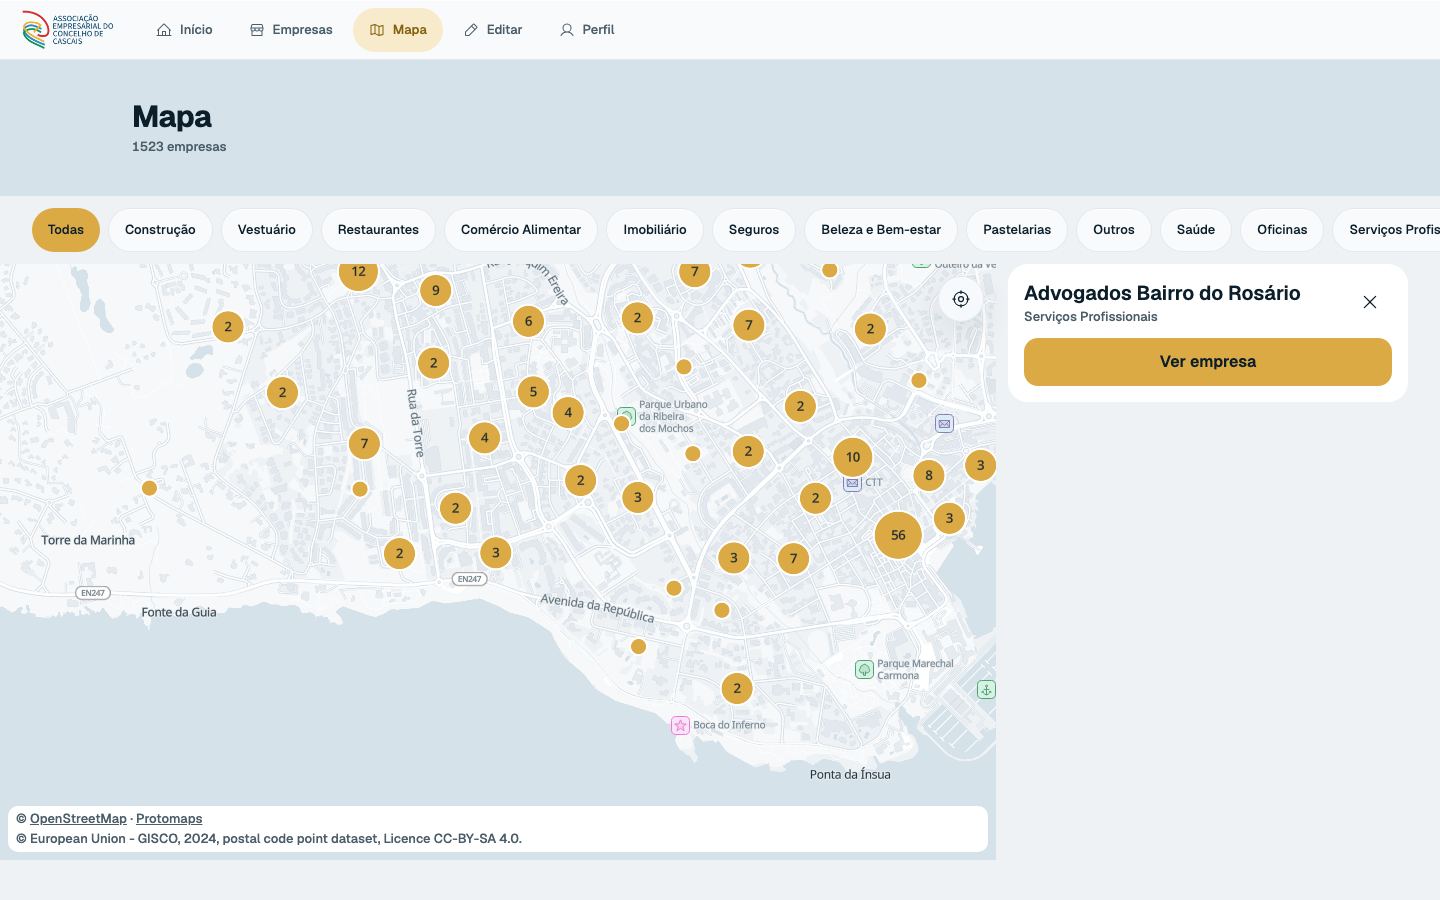 ASSOCIAÇÃO
EMPRESARIAL DO
CONCELHO DE
CASCAIS
Início
Empresas
Mapa
Editar
Perfil
Mapa
1523 empresas
Todas
Construção
Vestuário
Restaurantes
Comércio Alimentar
Imobiliário
Seguros
Beleza e Bem-estar
Pastelarias
Outros
Saúde
Oficinas
Serviços Profis
12
9
2
6
2
7
7
2
2
2
5
4
2
7
4
2
10
8
3
2
3
2
2
3
56
2
3
3
7
2
Rua da Torre
Parque Urbano
da Ribeira
dos Mochos
CTT
Torre da Marinha
EN247
EN247
Fonte da Guia
Avenida da República
Parque Marechal
Carmona
Boca do Inferno
Ponta da Ínsua
© OpenStreetMap · Protomaps
© European Union - GISCO, 2024, postal code point dataset, Licence CC-BY-SA 4.0.
Advogados Bairro do Rosário
Serviços Profissionais
Ver empresa